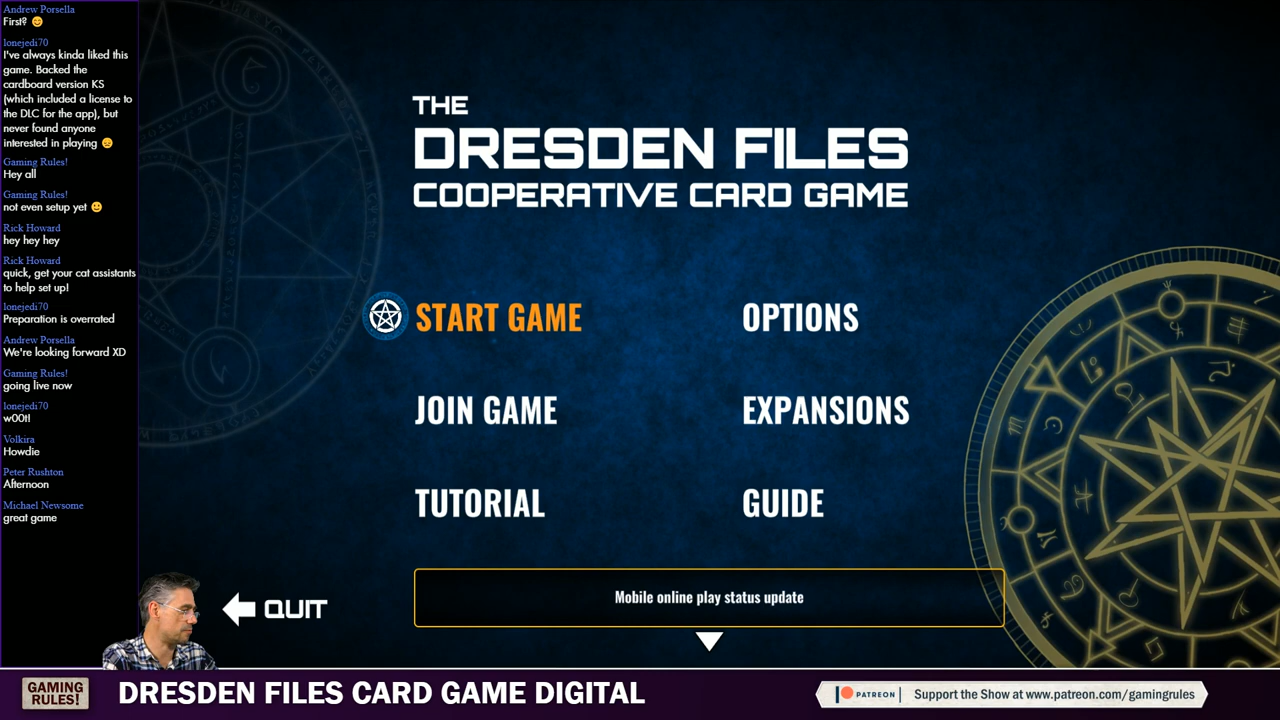 Andrew Porsella
First? 😊
lonejedi70
I've always kinda liked this
game. Backed the
cardboard version KS
(which included a license to
the DLC for the app), but
never found anyone
interested in playing 😞
Gaming Rules!
Hey all
Gaming Rules!
not even setup yet 🙂
Rick Howard
hey hey hey
Rick Howard
quick, get your cat assistants
to help set up!
lonejedi70
Preparation is overrated
Andrew Porsella
We're looking forward XD
Gaming Rules!
going live now
lonejedi70
w00t!
Volkira
Howdie
Peter Rushton
Afternoon
Michael Newsome
great game
THE
DRESDEN FILES
COOPERATIVE CARD GAME
START GAME
OPTIONS
JOIN GAME
EXPANSIONS
TUTORIAL
GUIDE
QUIT
Mobile online play status update
GAMING
RULES!
DRESDEN FILES CARD GAME DIGITAL
PATREON
Support the Show at www.patreon.com/gamingrules